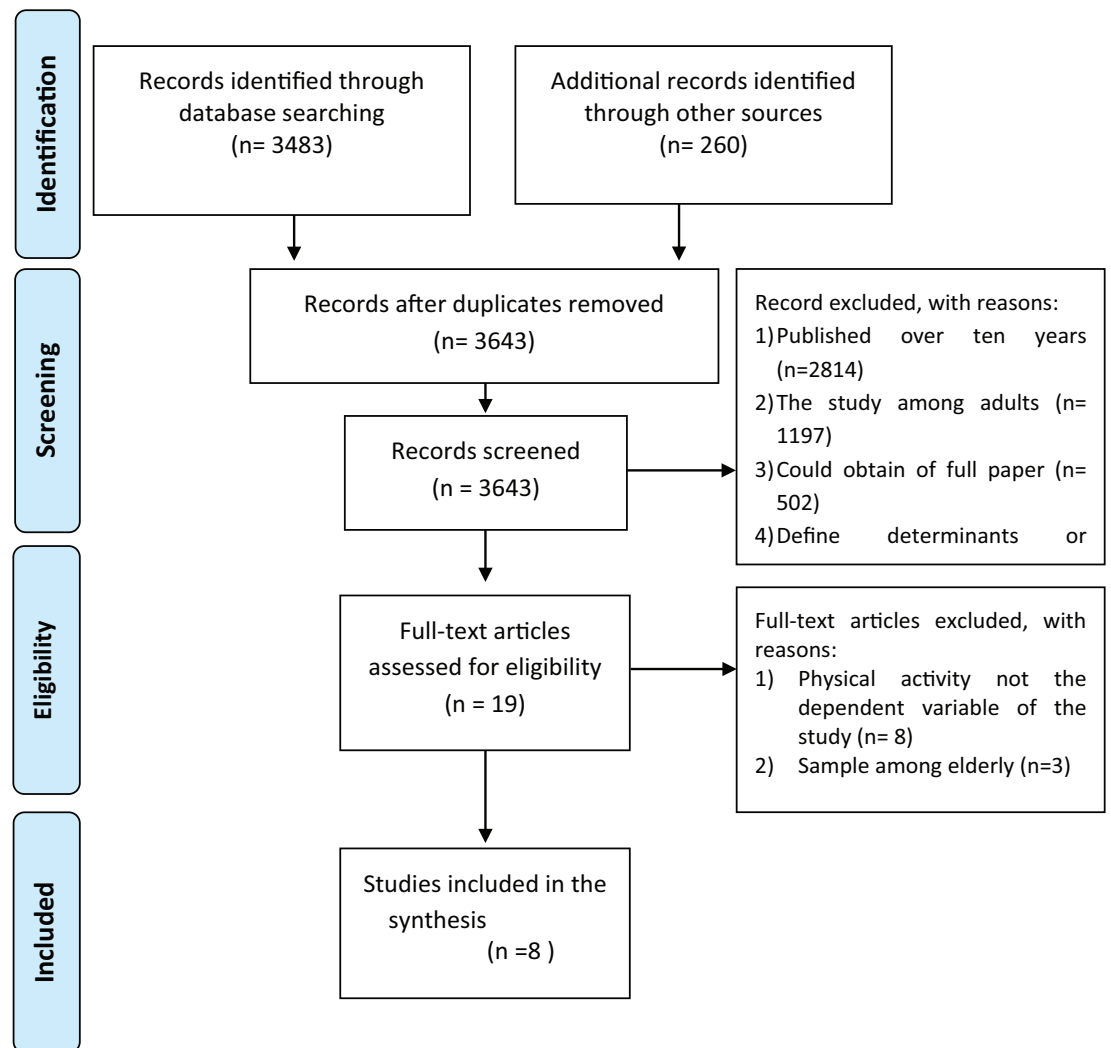 Identification
Records identified through
database searching
(n= 3483)
Additional records identified
through other sources
(n= 260)
Screening
Records after duplicates removed
(n= 3643)
Records screened
(n = 3643)
Record excluded, with reasons:
1) Published over ten years
(n=2814)
2) The study among adults (n=
1197)
3) Could obtain of full paper (n=
502)
4) Define determinants or
Eligibility
Full-text articles
assessed for eligibility
(n = 19)
Full-text articles excluded, with
reasons:
1) Physical activity not the
dependent variable of the
study (n= 8)
2) Sample among elderly (n=3)
Included
Studies included in the
synthesis
(n =8 )